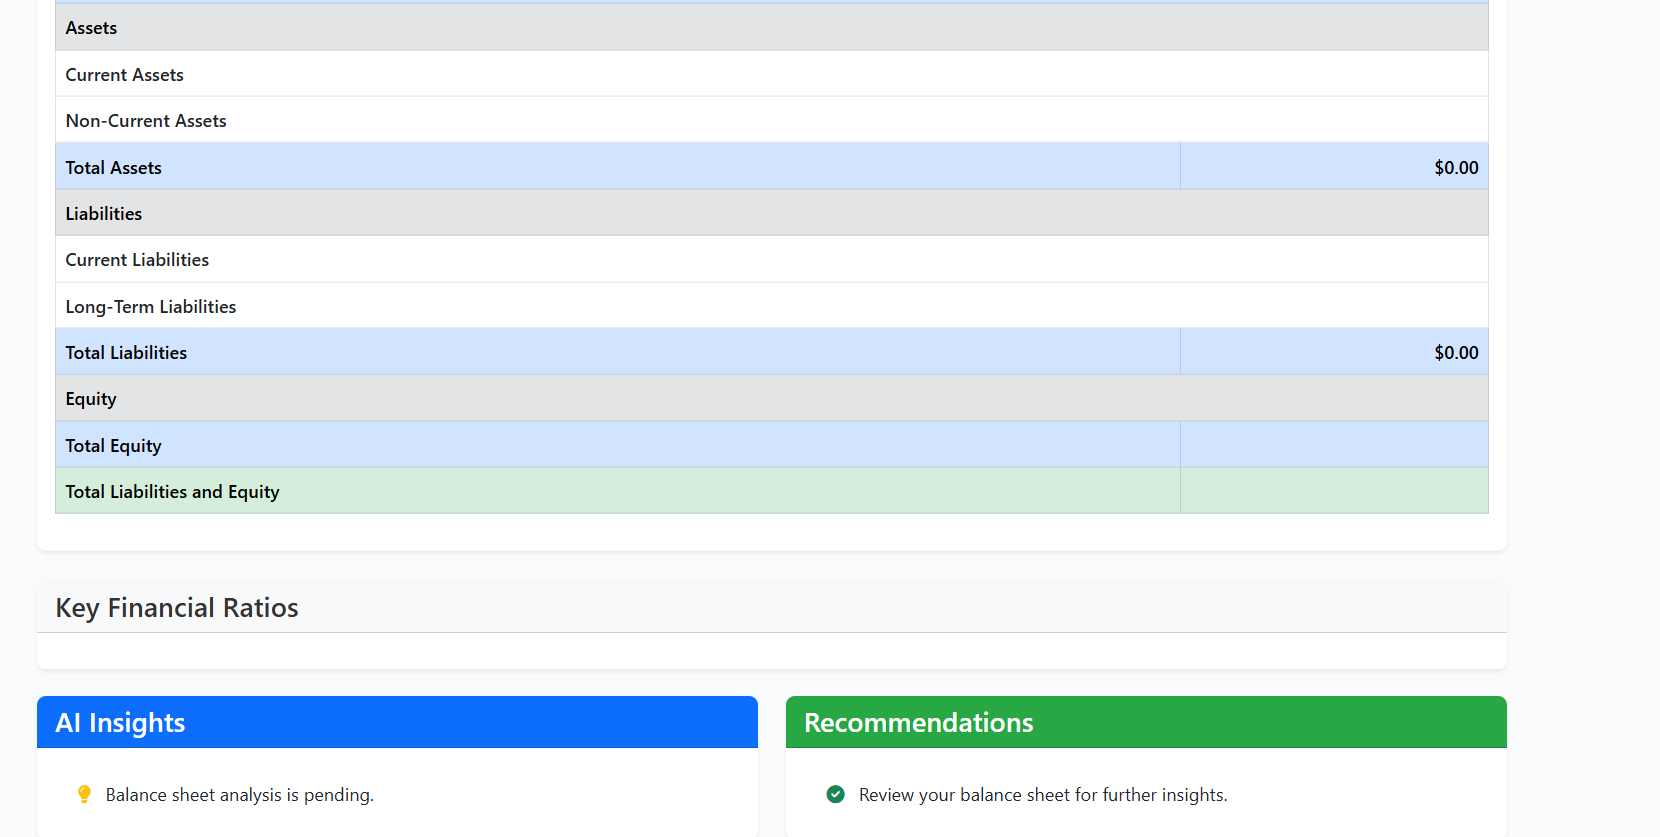 Assets
Current Assets
Non-Current Assets
Total Assets $0.00
Liabilities
Current Liabilities
Long-Term Liabilities
Total Liabilities $0.00
Equity
Total Equity
Total Liabilities and Equity
Key Financial Ratios
AI Insights
Balance sheet analysis is pending.
Recommendations
Review your balance sheet for further insights.